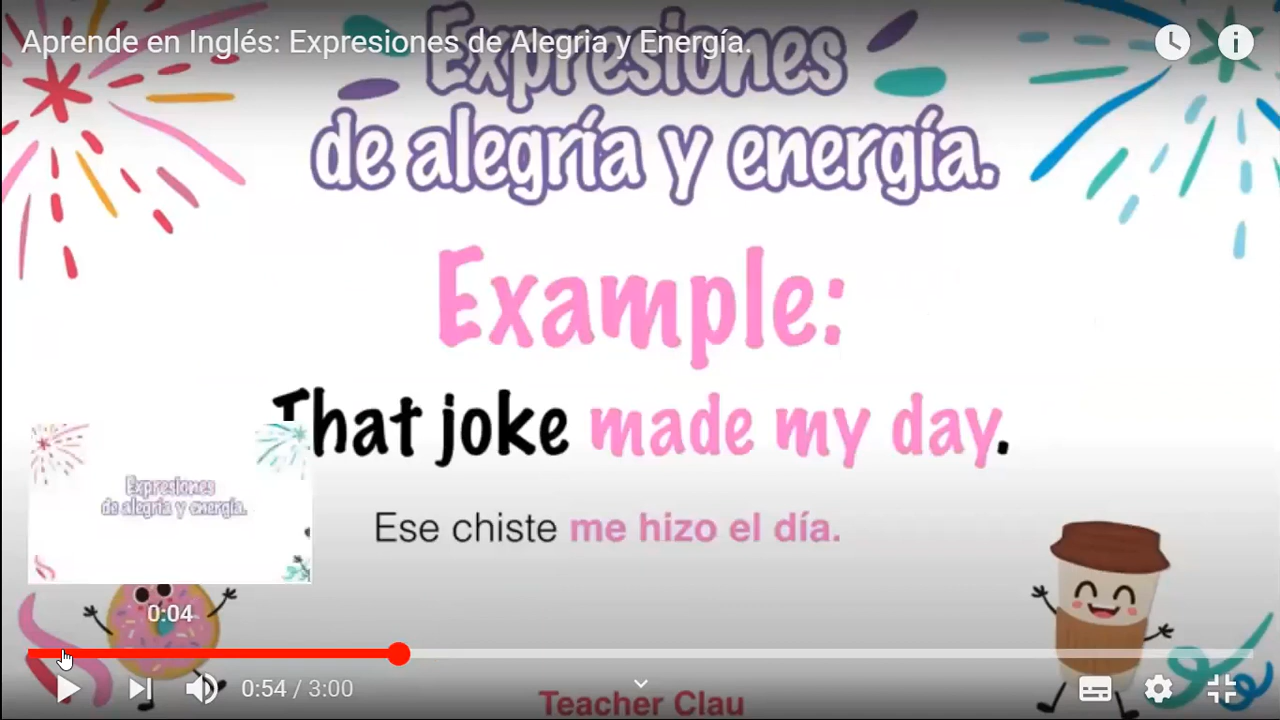 Aprende en Inglés: Expresiones de Alegria y Energía.
Expresiones
de alegría y energía.
Example:
That joke made my day.
Expresiones
de alegría y energía.
Ese chiste me hizo el día.
0:04
0:54 / 3:00
Teacher Clau